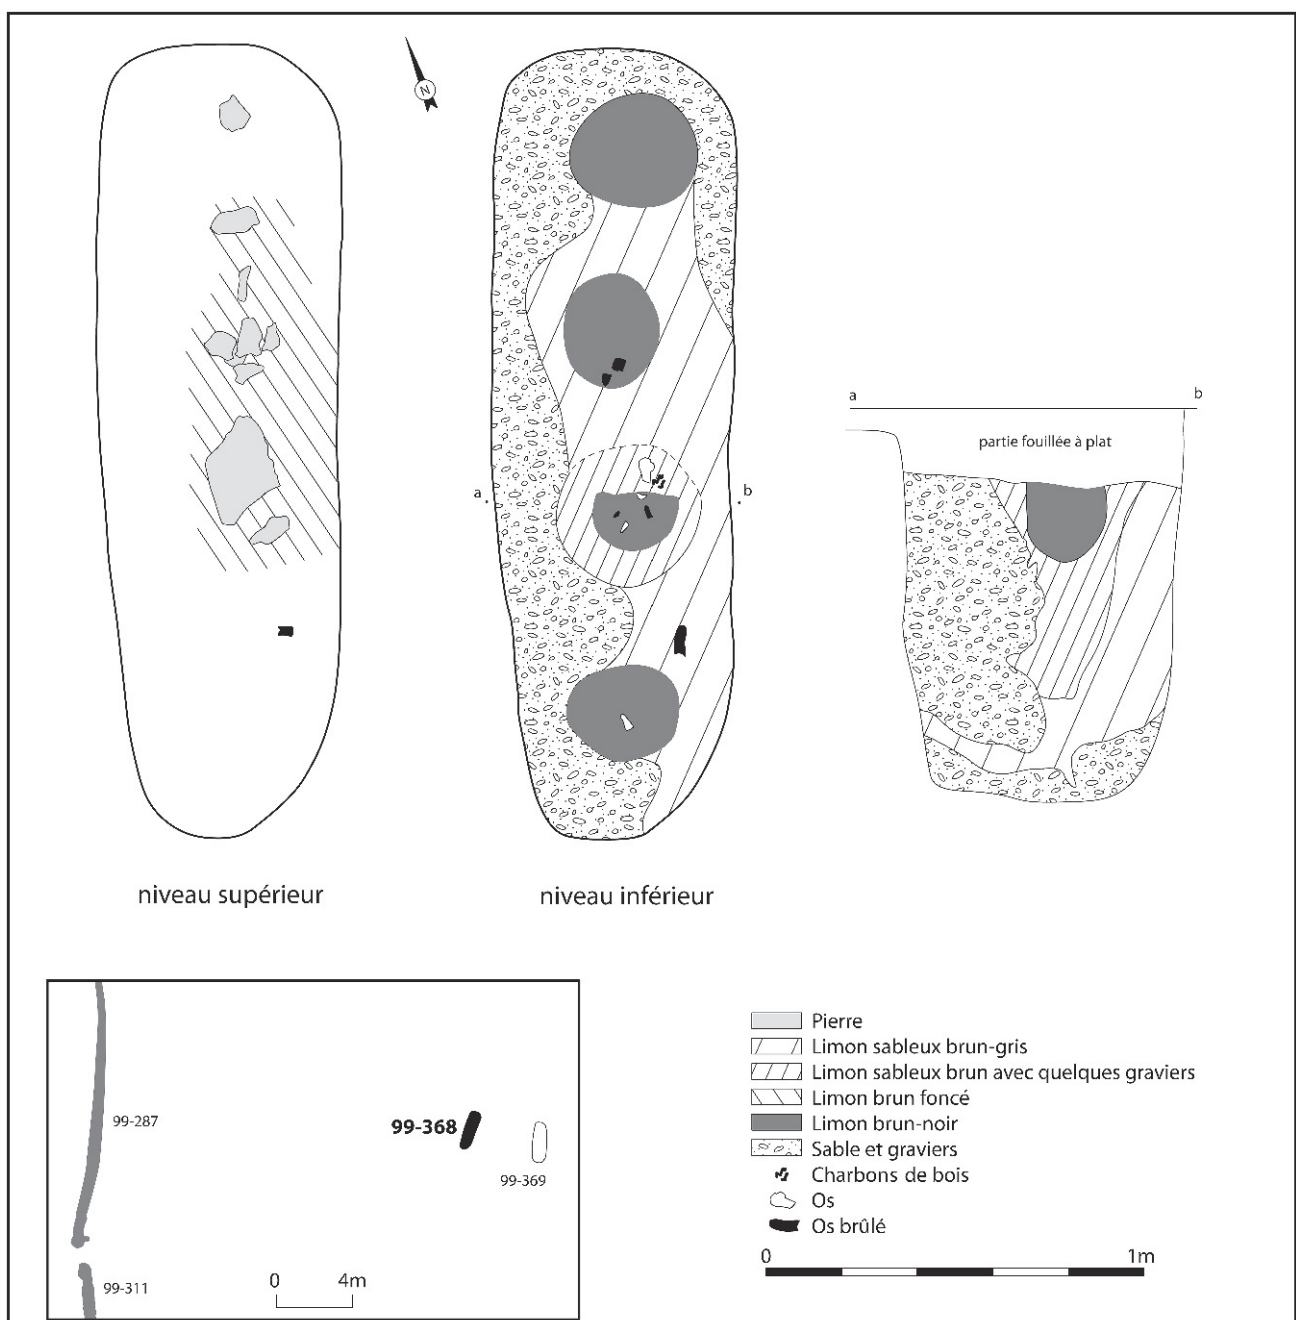 N
a
b
a
b
partie fouillée à plat
niveau supérieur
niveau inférieur
99-287
99-368
99-369
99-311
0
4m
Pierre
Limon sableux brun-gris
Limon sableux brun avec quelques graviers
Limon brun foncé
Limon brun-noir
Sable et graviers
Charbons de bois
Os
Os brûlé
0
1m